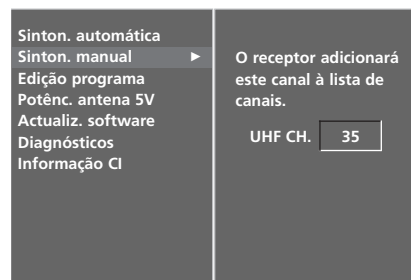 Sinton. automática
Sinton. manual ►
Edição programa
Potênc. antena 5V
Actualiz. software
Diagnósticos
Informação CI
O receptor adicionará
este canal à lista de
canais.
UHF CH. 35